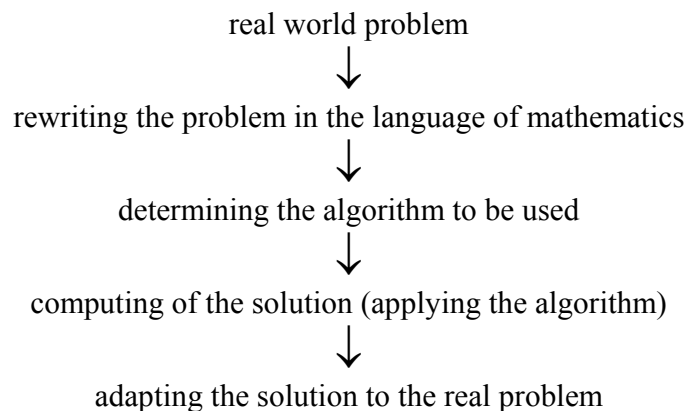 real world problem
rewriting the problem in the language of mathematics
determining the algorithm to be used
computing of the solution (applying the algorithm)
adapting the solution to the real problem